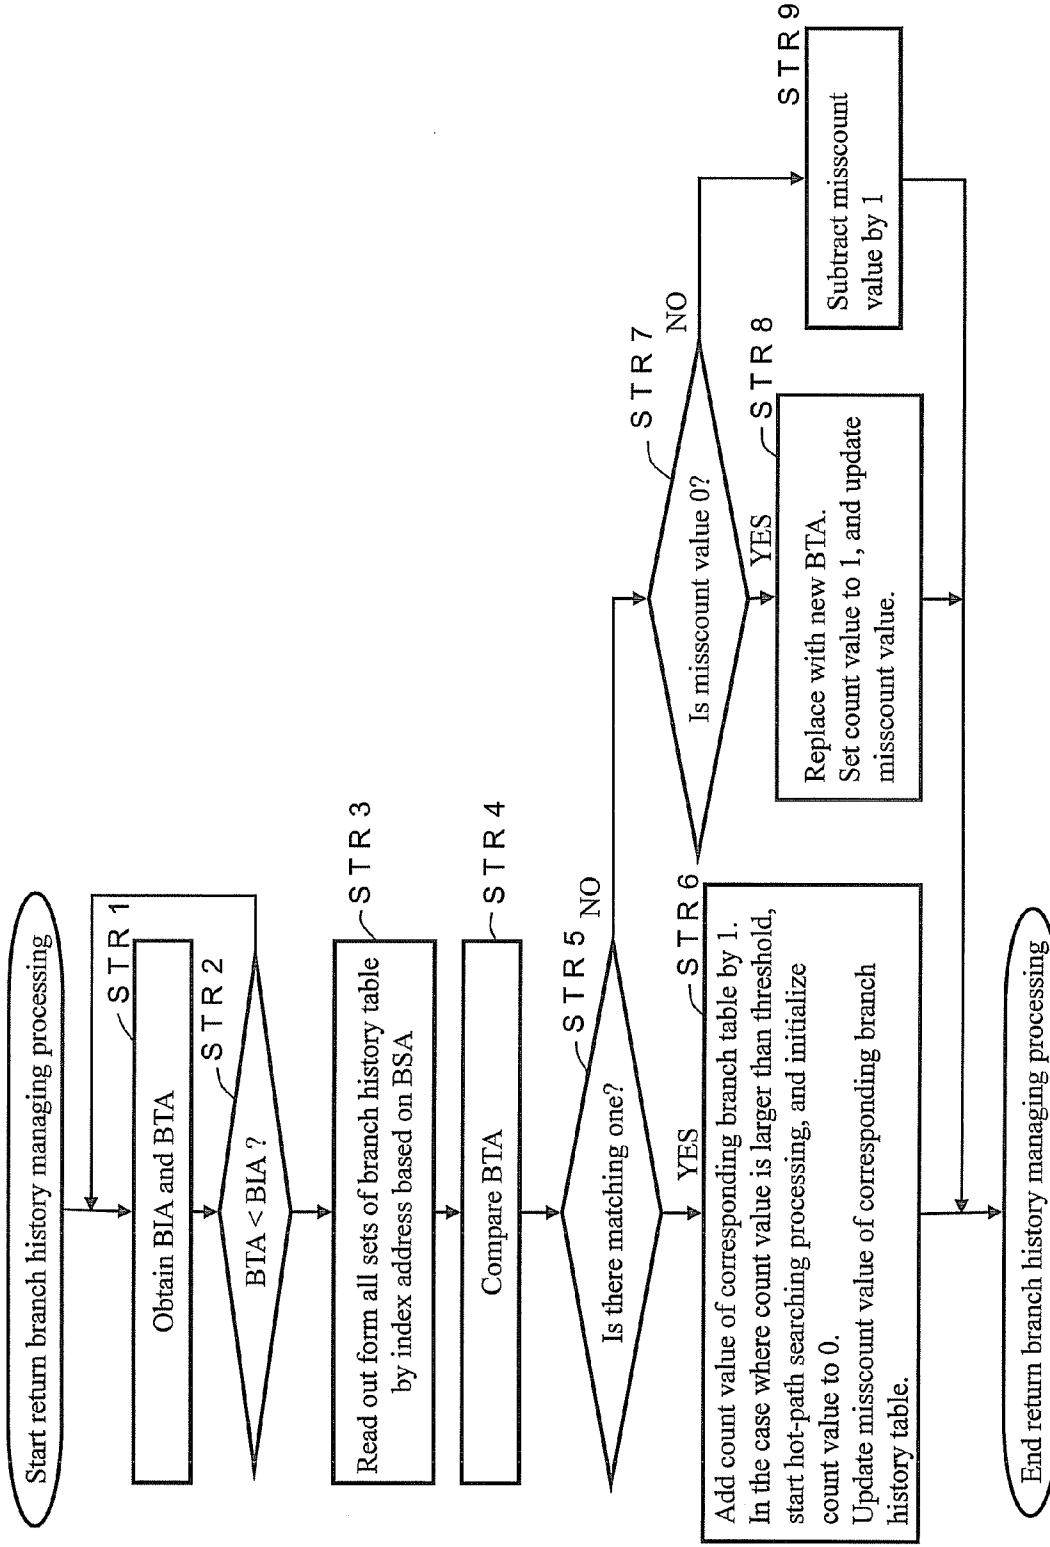 Start return branch history managing processing
STR1
Obtain BIA and BTA
STR2
BTA < BIA ?
STR3
Read out form all sets of branch history table
by index address based on BSA
STR4
Compare BTA
STR5
Is there matching one?
NO
YES
STR6
Add count value of corresponding branch table by 1.
In the case where count value is larger than threshold,
start hot-path searching processing, and initialize
count value to 0.
Update misscount value of corresponding branch
history table.
STR7
Is misscount value 0?
NO
YES
STR8
Replace with new BTA.
Set count value to 1, and update
misscount value.
STR9
Subtract misscount
value by 1
End return branch history managing processing